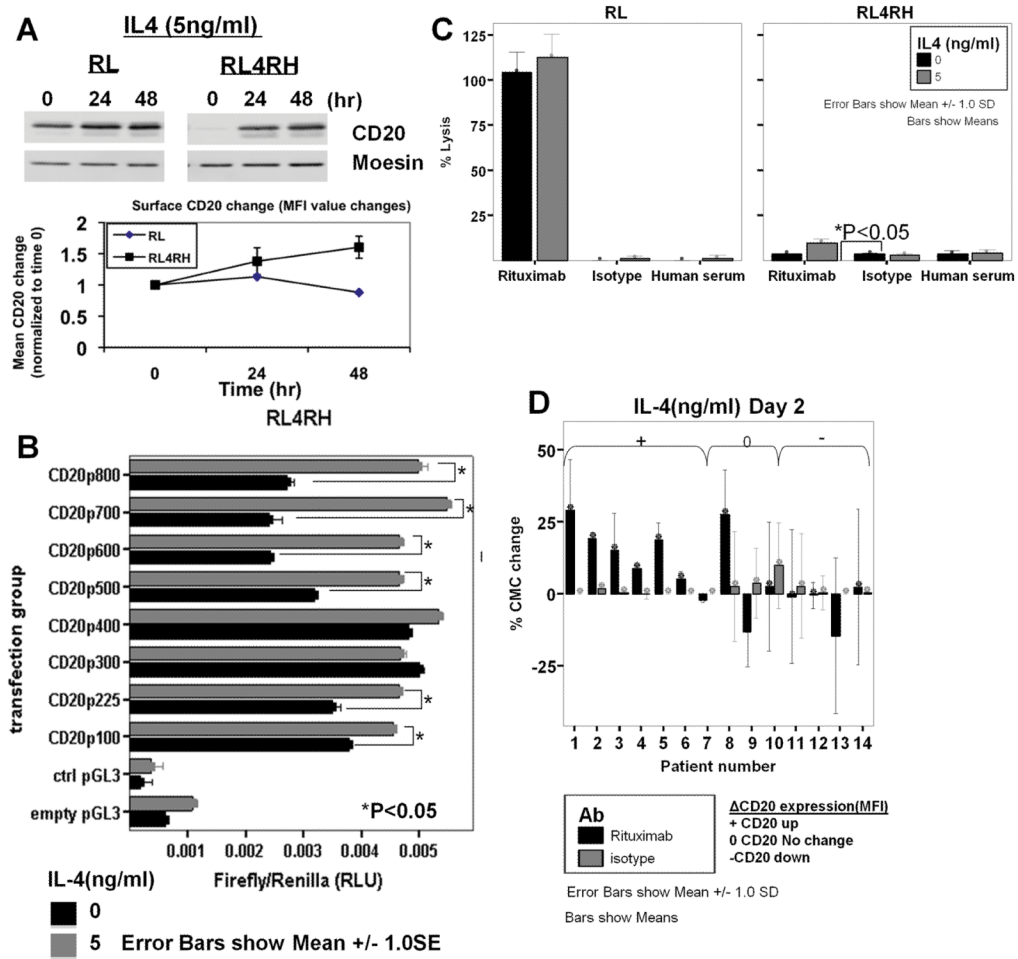 A
IL4 (5ng/ml)
RL
RL4RH
0 24 48 0 24 48 (hr)
CD20
Moesin
Surface CD20 change (MFI value changes)
Mean CD20 change
(normalized to time 0)
2
1.5
1
0.5
0
RL
RL4RH
0 24 48
Time (hr)
B
RL4RH
transfection group
CD20p800
CD20p700
CD20p600
CD20p500
CD20p400
CD20p300
CD20p225
CD20p100
ctrl pGL3
empty pGL3
*
*
*
*
*
*
*P<0.05
0.001 0.002 0.003 0.004 0.005
Firefly/Renilla (RLU)
IL-4(ng/ml)
0
5 Error Bars show Mean +/- 1.0SE
C
RL
RL4RH
% Lysis
125
100
75
50
25
IL4 (ng/ml)
0
5
Error Bars show Mean +/- 1.0 SD
Bars show Means
*P<0.05
Rituximab Isotype Human serum
Rituximab Isotype Human serum
D
IL-4(ng/ml) Day 2
+ 0 -
% CMC change
50
25
0
-25
1 2 3 4 5 6 7 8 9 10 11 12 13 14
Patient number
Ab
Rituximab
isotype
ΔCD20 expression(MFI)
+ CD20 up
0 CD20 No change
-CD20 down
Error Bars show Mean +/- 1.0 SD
Bars show Means